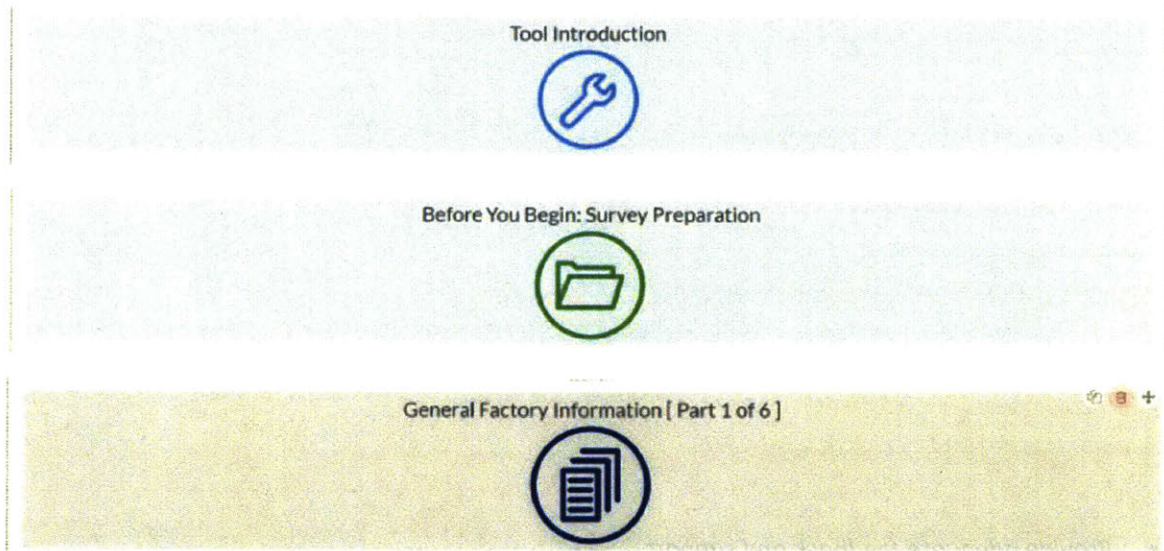 Tool Introduction
Before You Begin: Survey Preparation
General Factory Information [ Part 1 of 6 ]